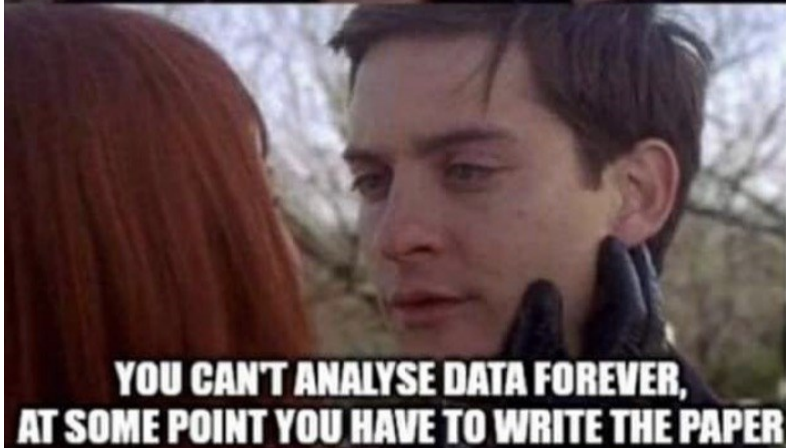 YOU CAN'T ANALYSE DATA FOREVER,
AT SOME POINT YOU HAVE TO WRITE THE PAPER